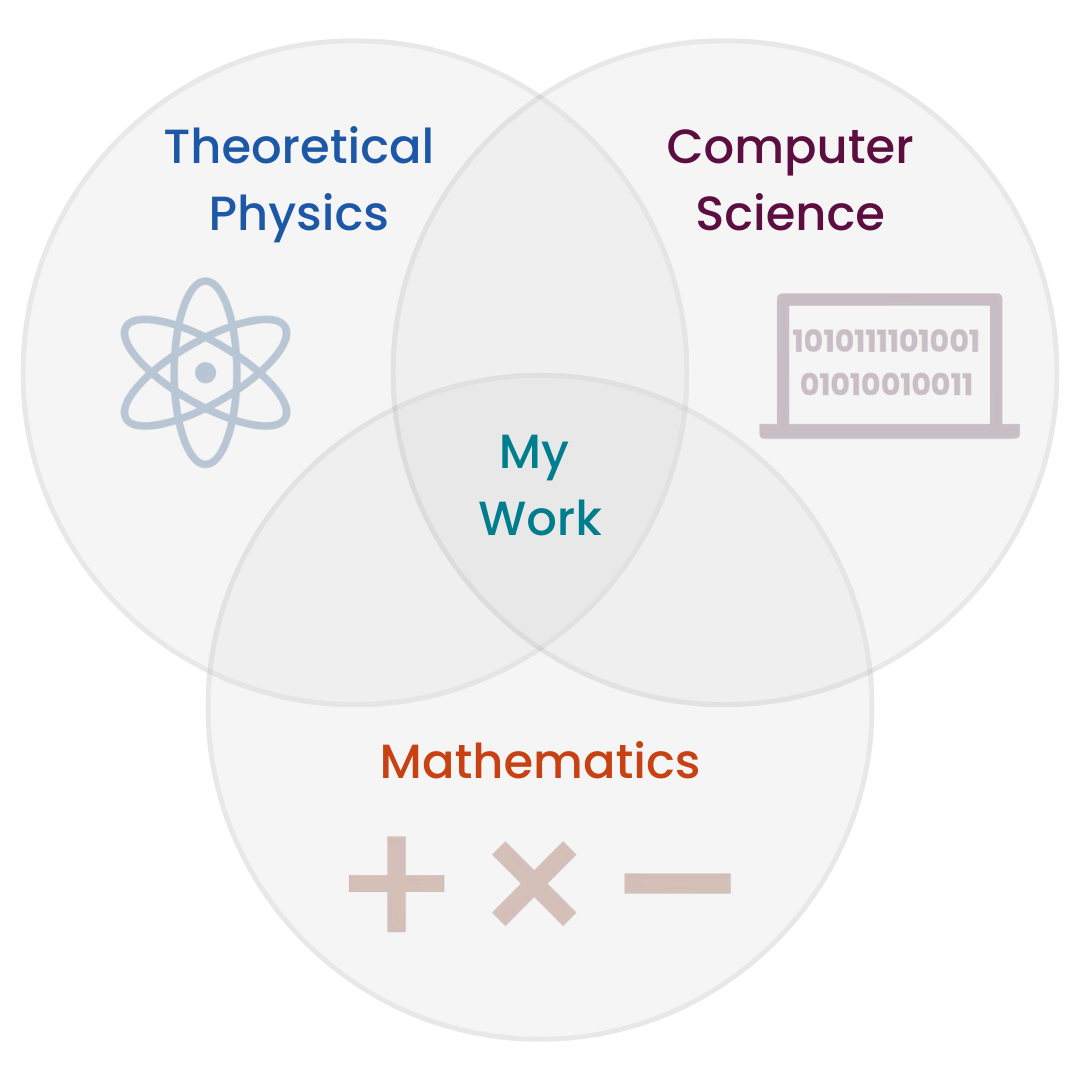 Theoretical
Physics
Computer
Science
1010111101001
01010010011
My
Work
Mathematics
+ × −